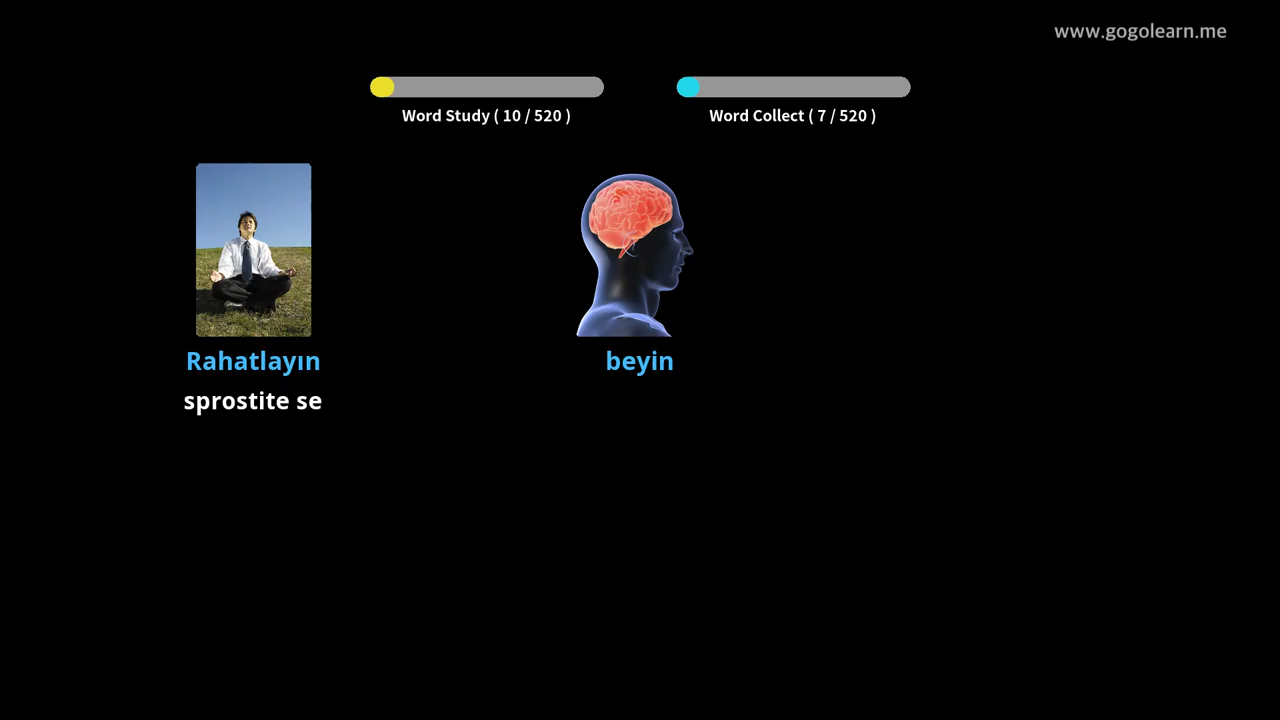 www.gogolearn.me
Word Study ( 10 / 520 )
Word Collect ( 7 / 520 )
Rahatlayın
beyin
sprostite se